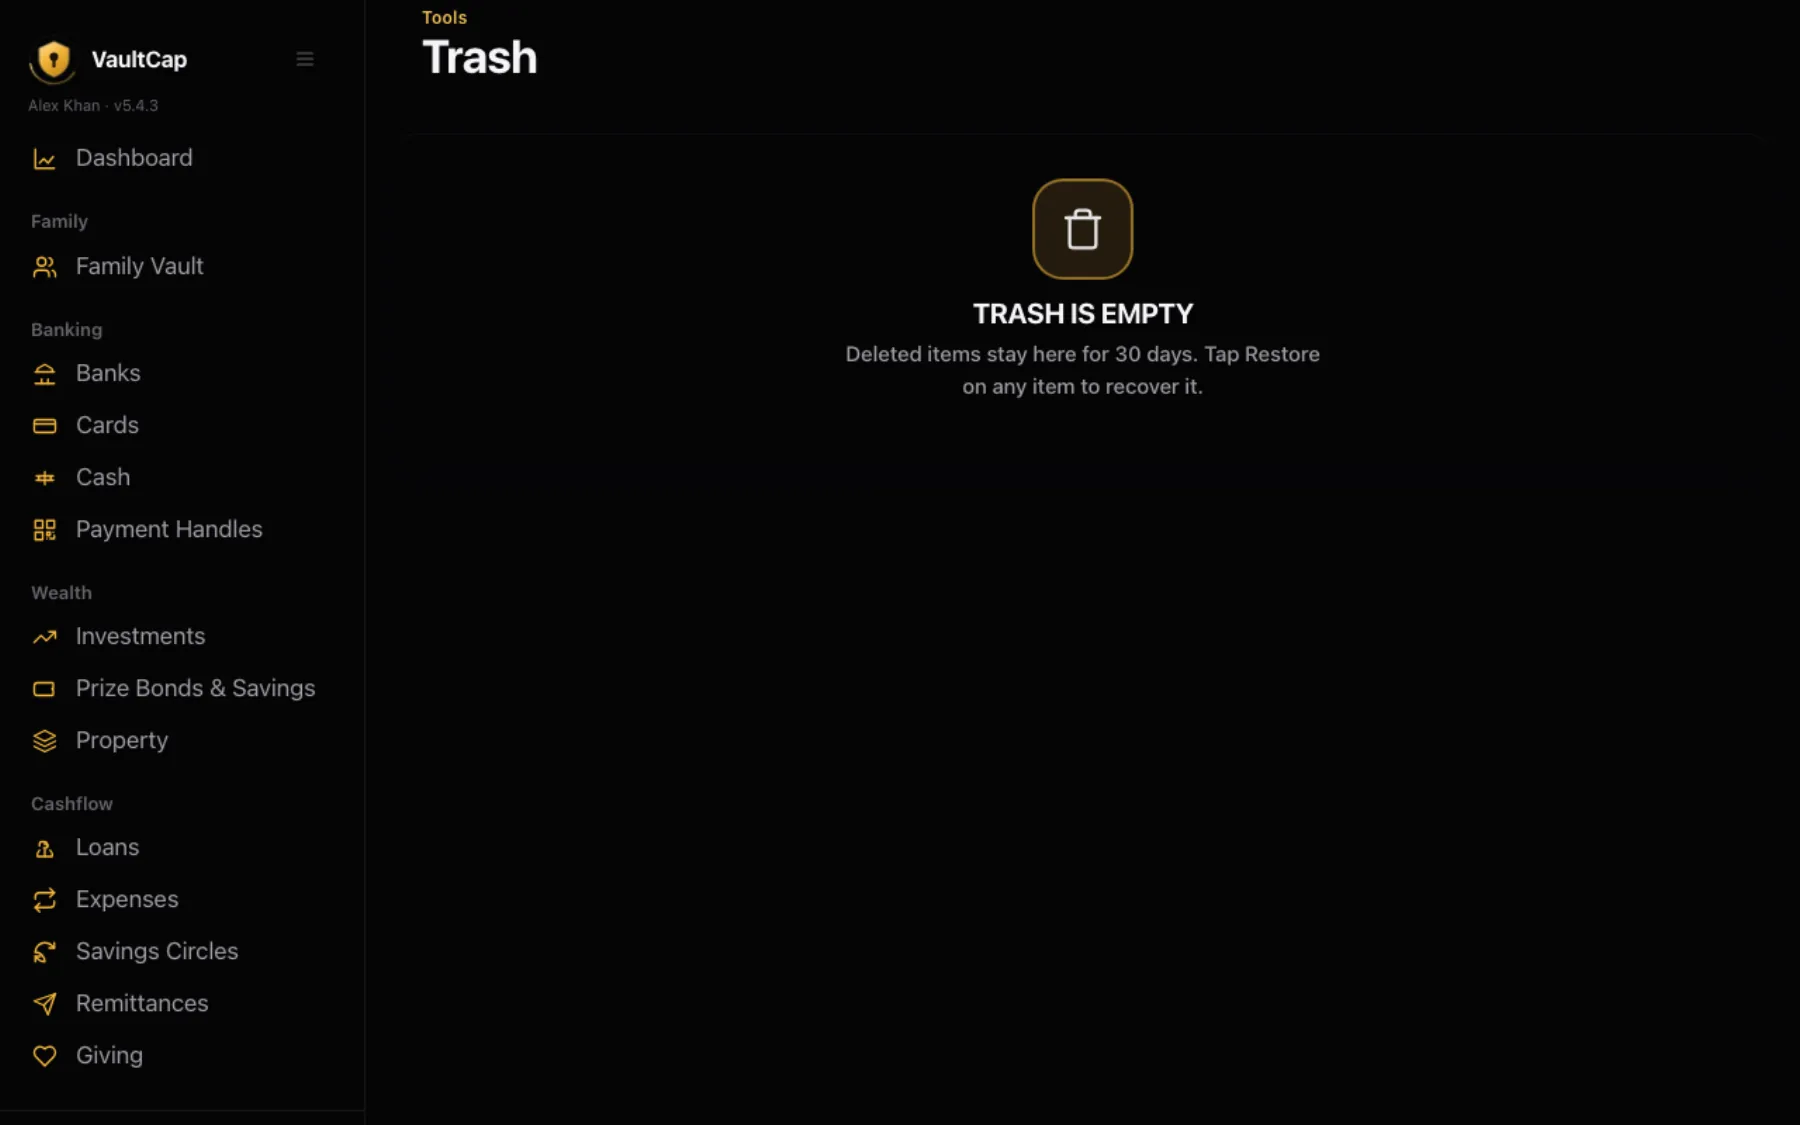 VaultCap
Alex Khan · v5.4.3
Dashboard
Family
Family Vault
Banking
Banks
Cards
Cash
Payment Handles
Wealth
Investments
Prize Bonds & Savings
Property
Cashflow
Loans
Expenses
Savings Circles
Remittances
Giving
Tools
Trash
TRASH IS EMPTY
Deleted items stay here for 30 days. Tap Restore
on any item to recover it.